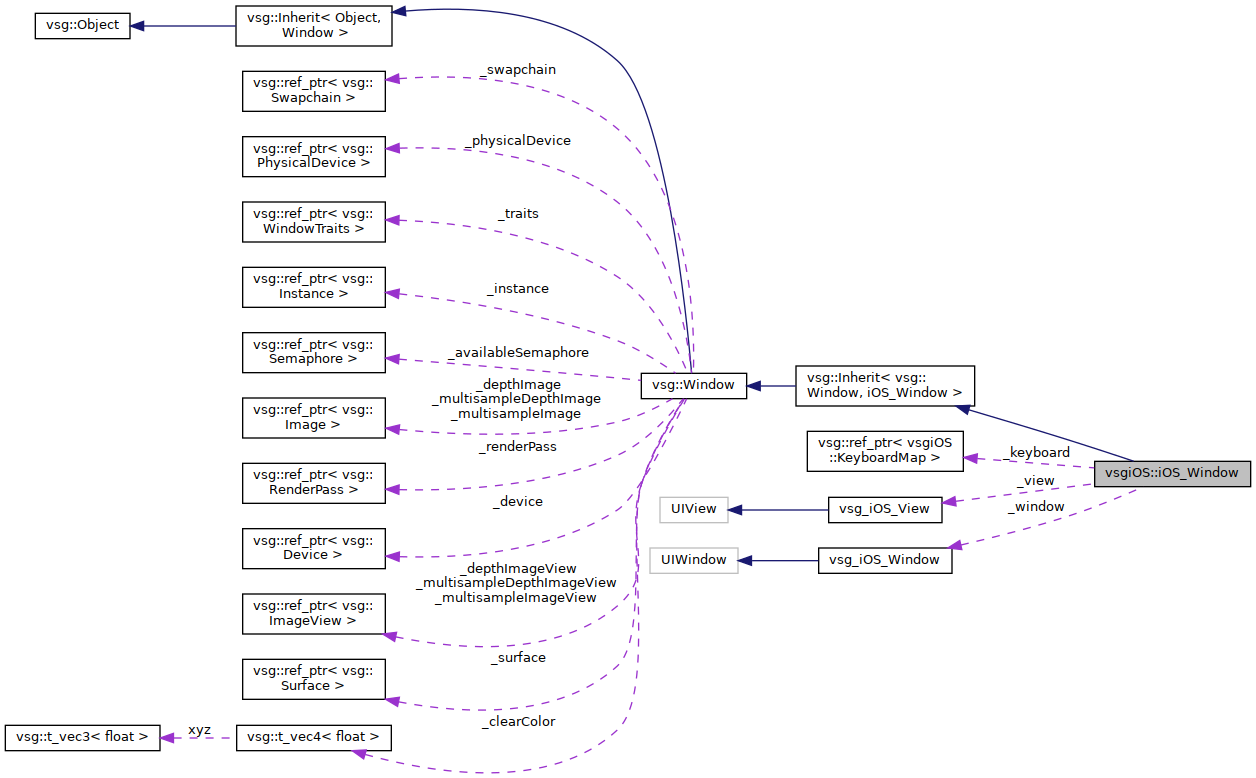 vsg::Object
vsg::Inherit< Object,
Window >
_swapchain
vsg::ref_ptr< vsg::
Swapchain >
_physicalDevice
vsg::ref_ptr< vsg::
PhysicalDevice >
_traits
vsg::ref_ptr< vsg::
WindowTraits >
_instance
vsg::ref_ptr< vsg::
Instance >
_availableSemaphore
vsg::ref_ptr< vsg::
Semaphore >
_depthImage
_multisampleDepthImage
_multisampleImage
vsg::ref_ptr< vsg::
Image >
_renderPass
vsg::ref_ptr< vsg::
RenderPass >
_device
vsg::ref_ptr< vsg::
Device >
_depthImageView
_multisampleDepthImageView
_multisampleImageView
vsg::ref_ptr< vsg::
ImageView >
_surface
vsg::ref_ptr< vsg::
Surface >
_clearColor
vsg::t_vec3< float >
xyz
vsg::t_vec4< float >
vsg::Window
vsg::Inherit< vsg::
Window, iOS_Window >
vsg::ref_ptr< vsgiOS
::KeyboardMap >
_keyboard
vsgiOS::iOS_Window
_view
UIView
vsg_iOS_View
_window
UIWindow
vsg_iOS_Window